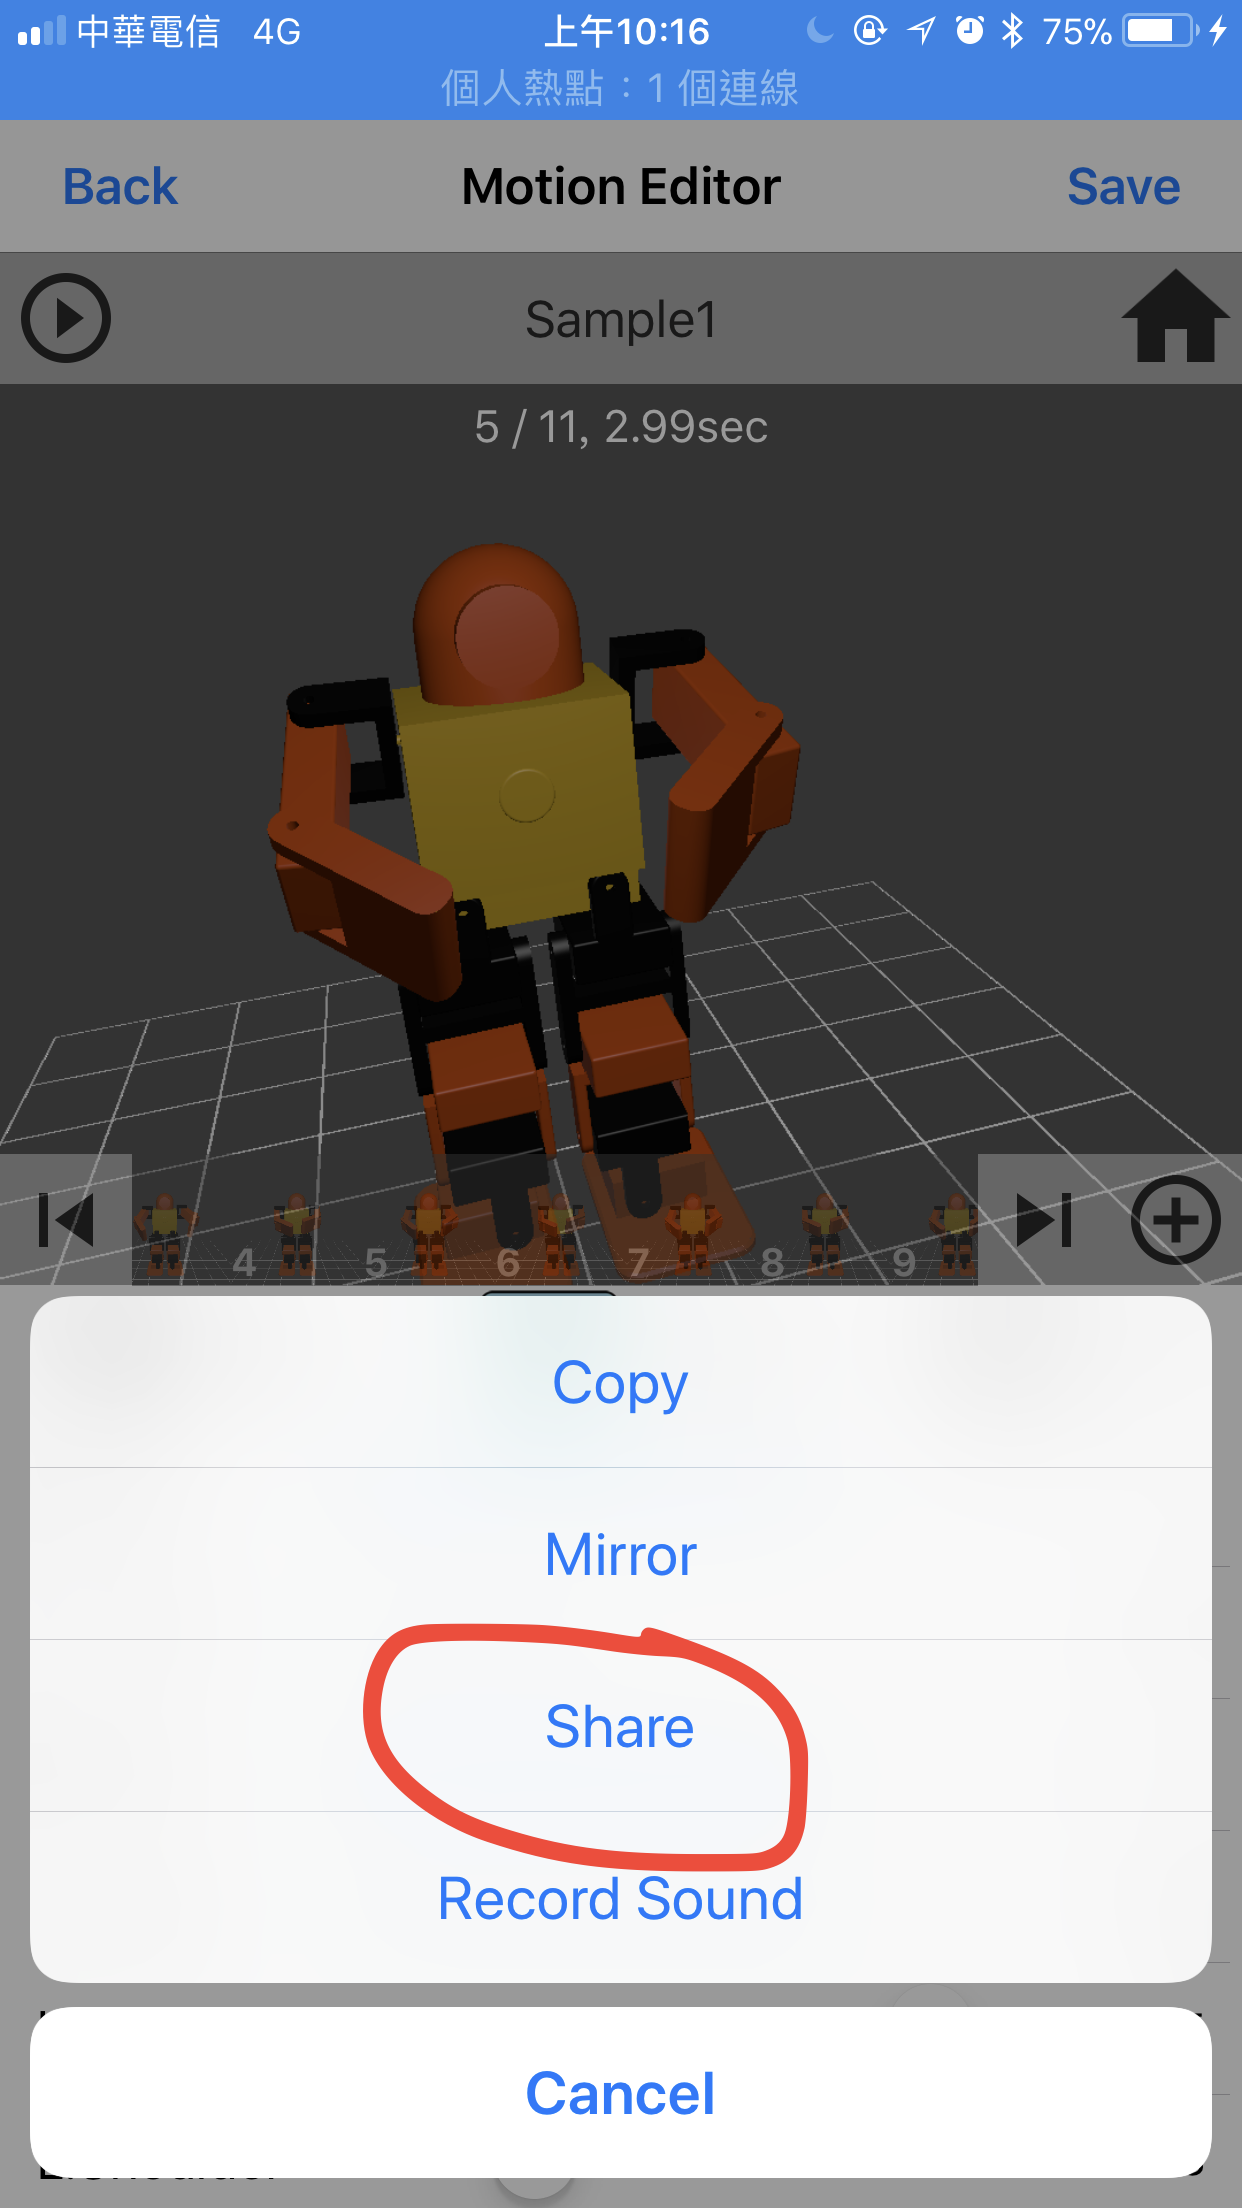 中華電信 4G 上午10:16 75%
個人熱點：1 個連線
Back Motion Editor Save
Sample1
5 / 11, 2.99sec
4 5 6 7 8 9
Copy
Mirror
Share
Record Sound
Cancel